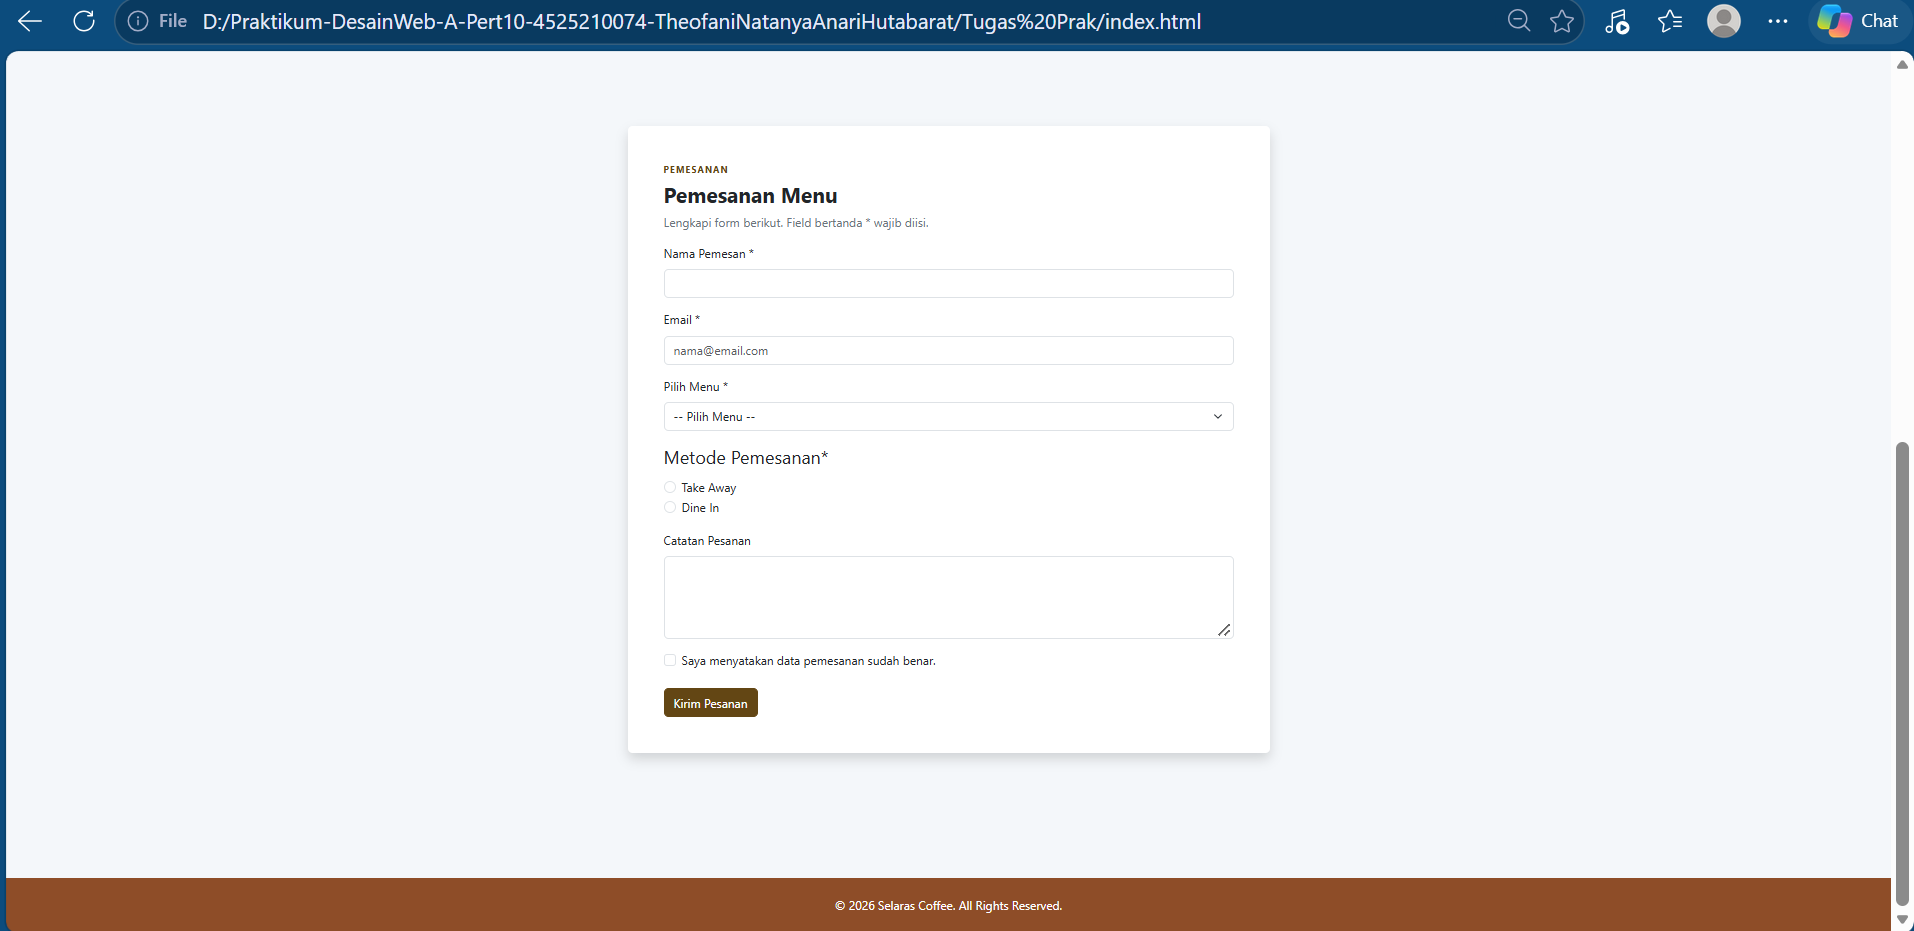 File D:/Praktikum-DesainWeb-A-Pert10-4525210074-TheofaniNatanyaAnariHutabarat/Tugas%20Prak/index.html Chat
PEMESANAN
Pemesanan Menu
Lengkapi form berikut. Field bertanda * wajib diisi.
Nama Pemesan *
Email *
nama@email.com
Pilih Menu *
-- Pilih Menu --
Metode Pemesanan*
Take Away
Dine In
Catatan Pesanan
Saya menyatakan data pemesanan sudah benar.
Kirim Pesanan
© 2026 Selaras Coffee. All Rights Reserved.